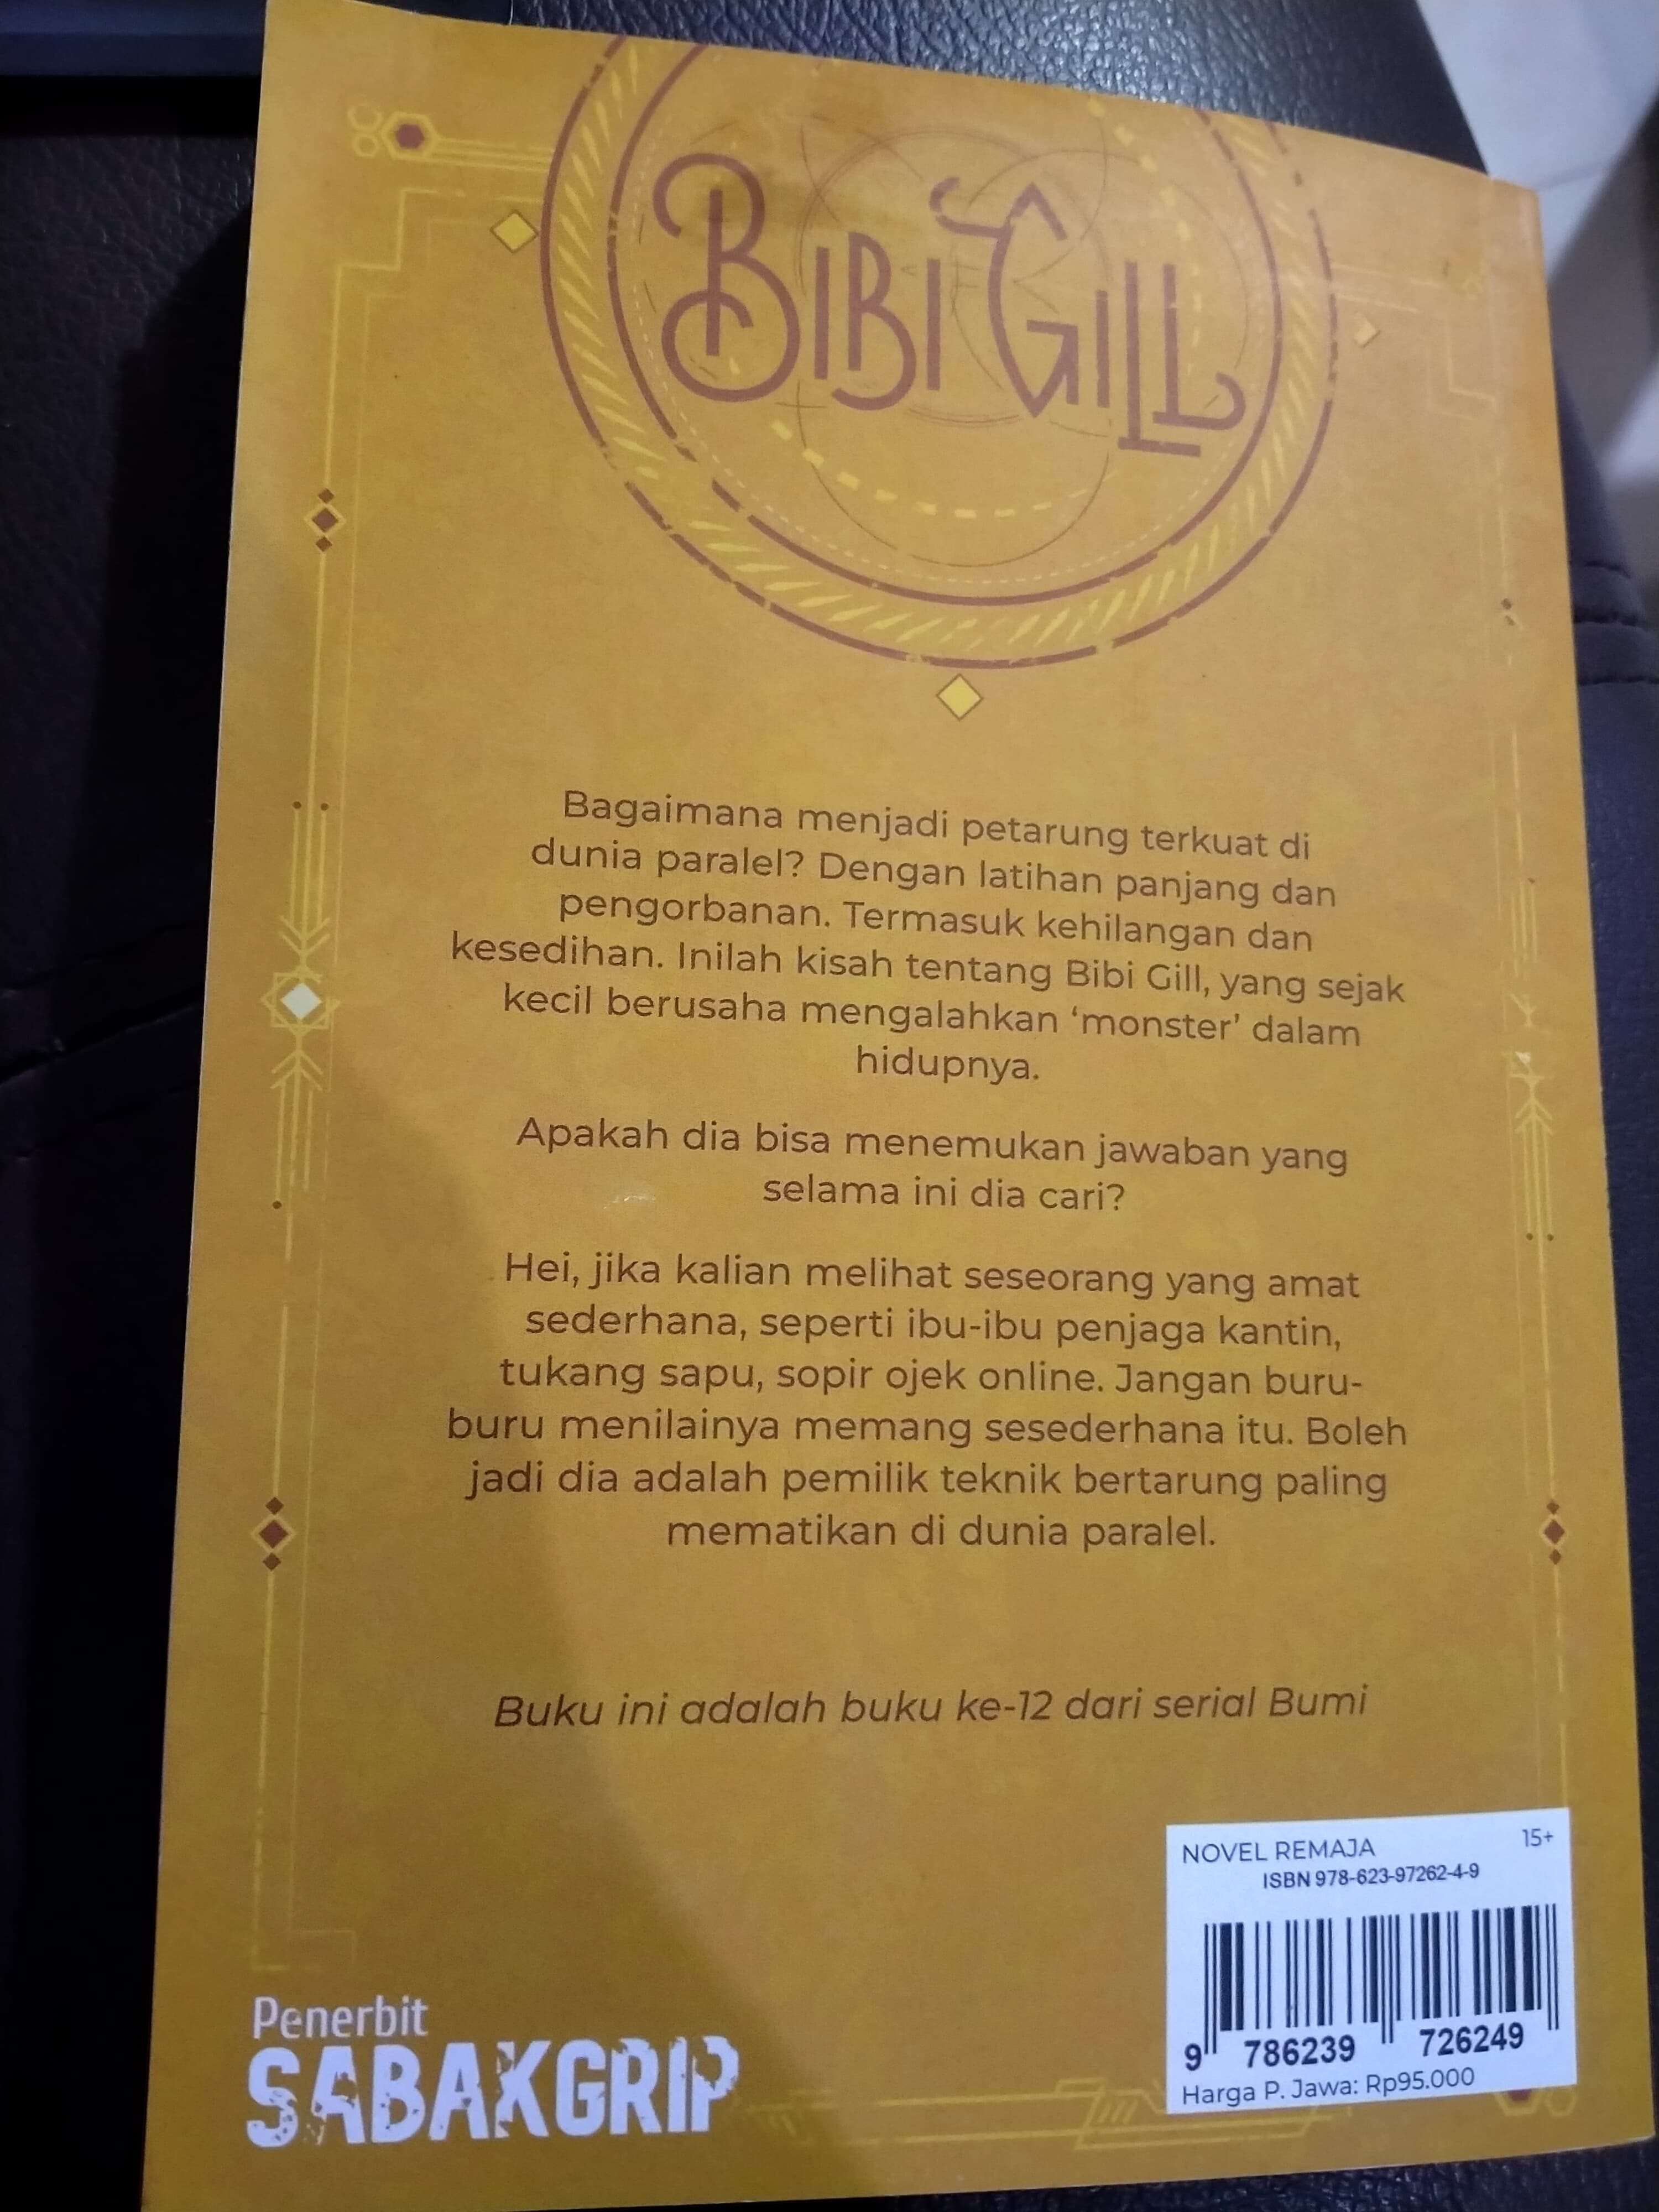 BIBI GILL
Bagaimana menjadi petarung terkuat di
dunia paralel? Dengan latihan panjang dan
pengorbanan. Termasuk kehilangan dan
kesedihan. Inilah kisah tentang Bibi Gill, yang sejak
kecil berusaha mengalahkan ‘monster’ dalam
hidupnya.
Apakah dia bisa menemukan jawaban yang
selama ini dia cari?
Hei, jika kalian melihat seseorang yang amat
sederhana, seperti ibu-ibu penjaga kantin,
tukang sapu, sopir ojek online. Jangan buru-
buru menilainya memang sesederhana itu. Boleh
jadi dia adalah pemilik teknik bertarung paling
mematikan di dunia paralel.
Buku ini adalah buku ke-12 dari serial Bumi
NOVEL REMAJA 15+
ISBN 978-623-97262-4-9
9 786239 726249
Harga P. Jawa: Rp95.000
Penerbit
SABAKGRIP